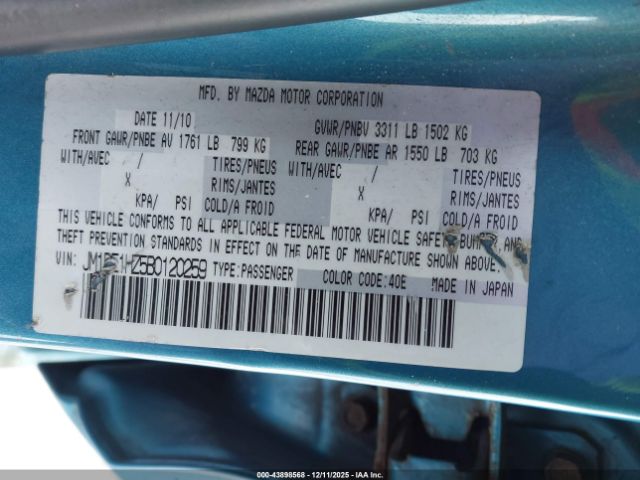 MFD. BY MAZDA MOTOR CORPORATION
DATE 11/10 GVWR/PNBV 3311 LB 1502 KG
FRONT GAWR/PNBE AV 1761 LB 799 KG REAR GAWR/PNBE AR 1550 LB 703 KG
WITH/AVEC / TIRES/PNEUS WITH/AVEC / TIRES/PNEUS
X RIMS/JANTES X RIMS/JANTES
KPA/ PSI COLD/A FROID KPA/ PSI COLD/A FROID
THIS VEHICLE CONFORMS TO ALL APPLICABLE FEDERAL MOTOR VEHICLE SAFETY, BUMPER, AND
THEFT PREVENTION STANDARDS IN EFFECT ON THE DATE OF MANUFACTURE SHOWN ABOVE.
VIN: TYPE:PASSENGER COLOR CODE:40E MADE IN JAPAN
00-43898568 - 12/11/2025 - IAA Inc.